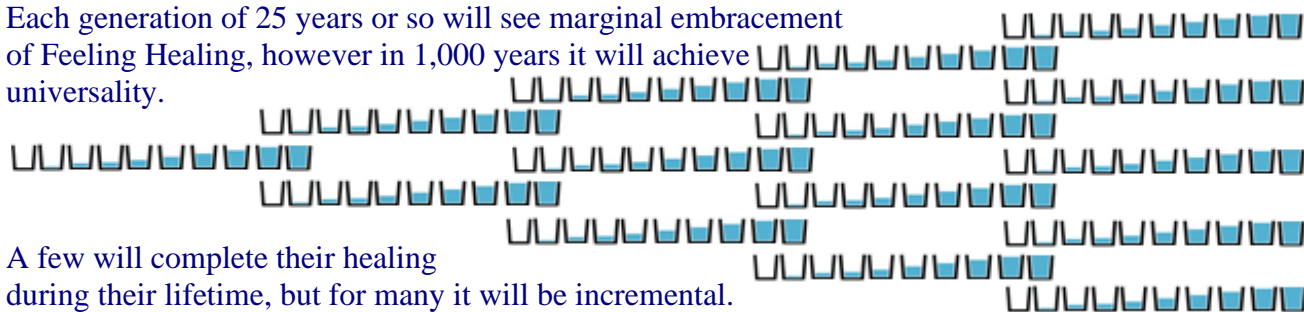 Each generation of 25 years or so will see marginal embracement
of Feeling Healing, however in 1,000 years it will achieve
universality.
A few will complete their healing
during their lifetime, but for many it will be incremental.